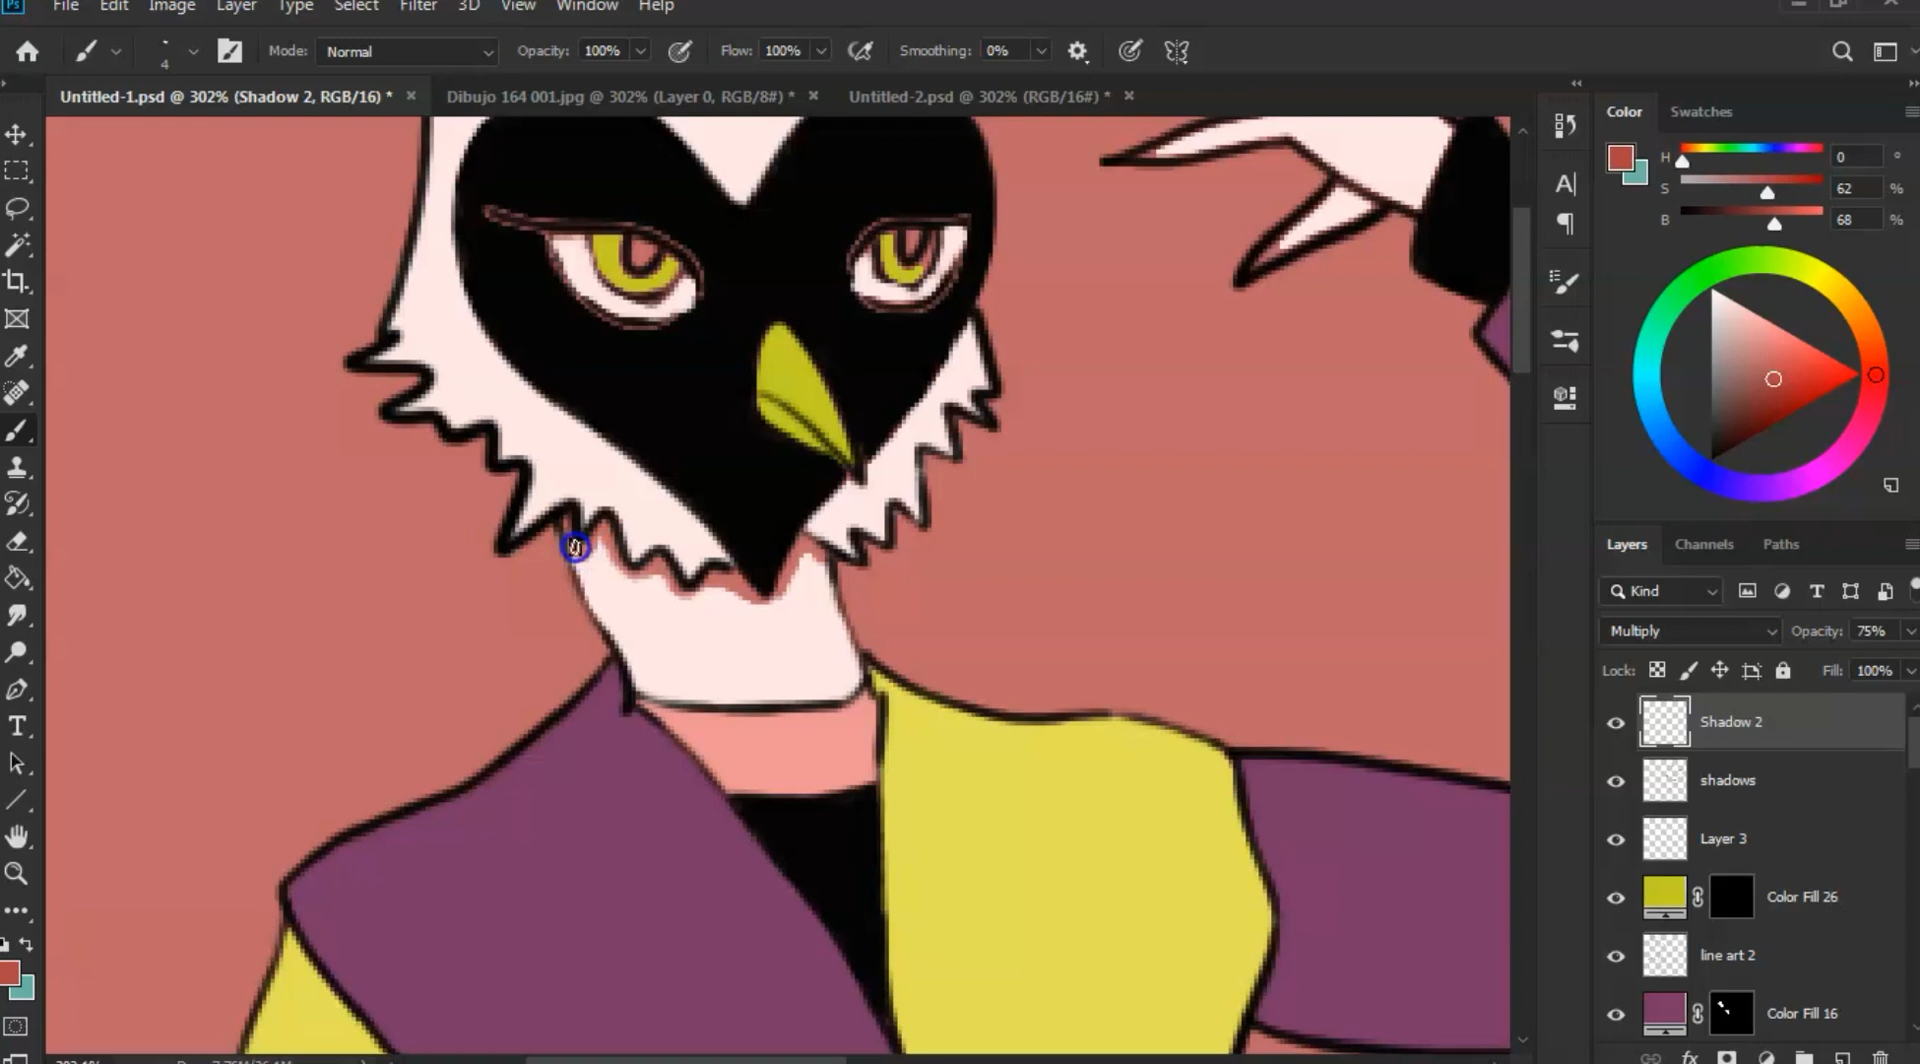 Ps File Edit Image Layer Type Select Filter 3D View Window Help
4 Mode: Normal Opacity: 100% Flow: 100% Smoothing: 0%
Untitled-1.psd @ 302% (Shadow 2, RGB/16) * × Dibujo 164 001.jpg @ 302% (Layer 0, RGB/8#) * × Untitled-2.psd @ 302% (RGB/16#) * ×
Color Swatches
H 0 °
S 62 %
B 68 %
Layers Channels Paths
Kind
Multiply Opacity: 75%
Lock: Fill: 100%
Shadow 2
shadows
Layer 3
Color Fill 26
line art 2
Color Fill 16
fx